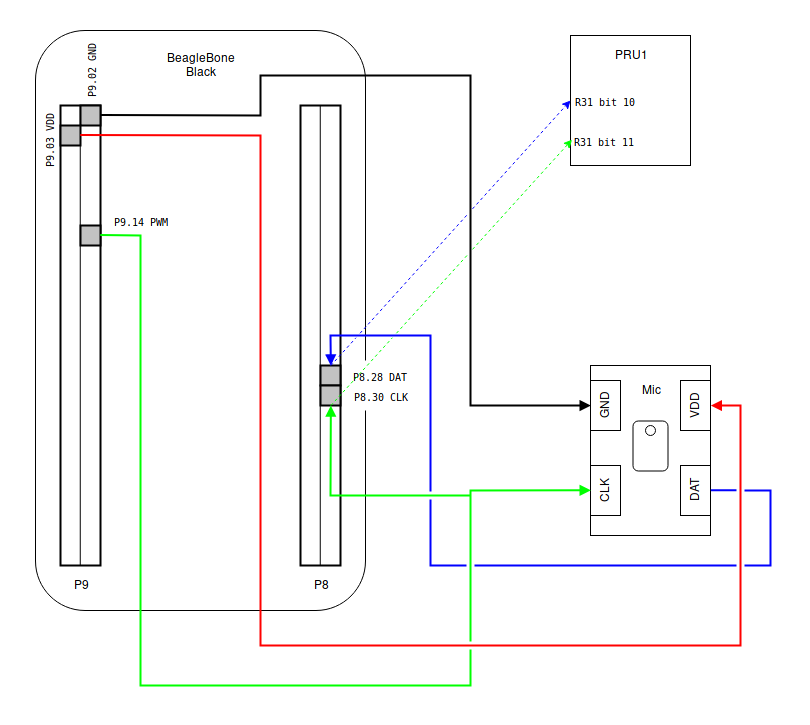 BeagleBone
Black
P9.02 GND
P9.03 VDD
P9.14 PWM
PRU1
R31 bit 10
R31 bit 11
P8.28 DAT
P8.30 CLK
Mic
GND
VDD
CLK
DAT
P9
P8